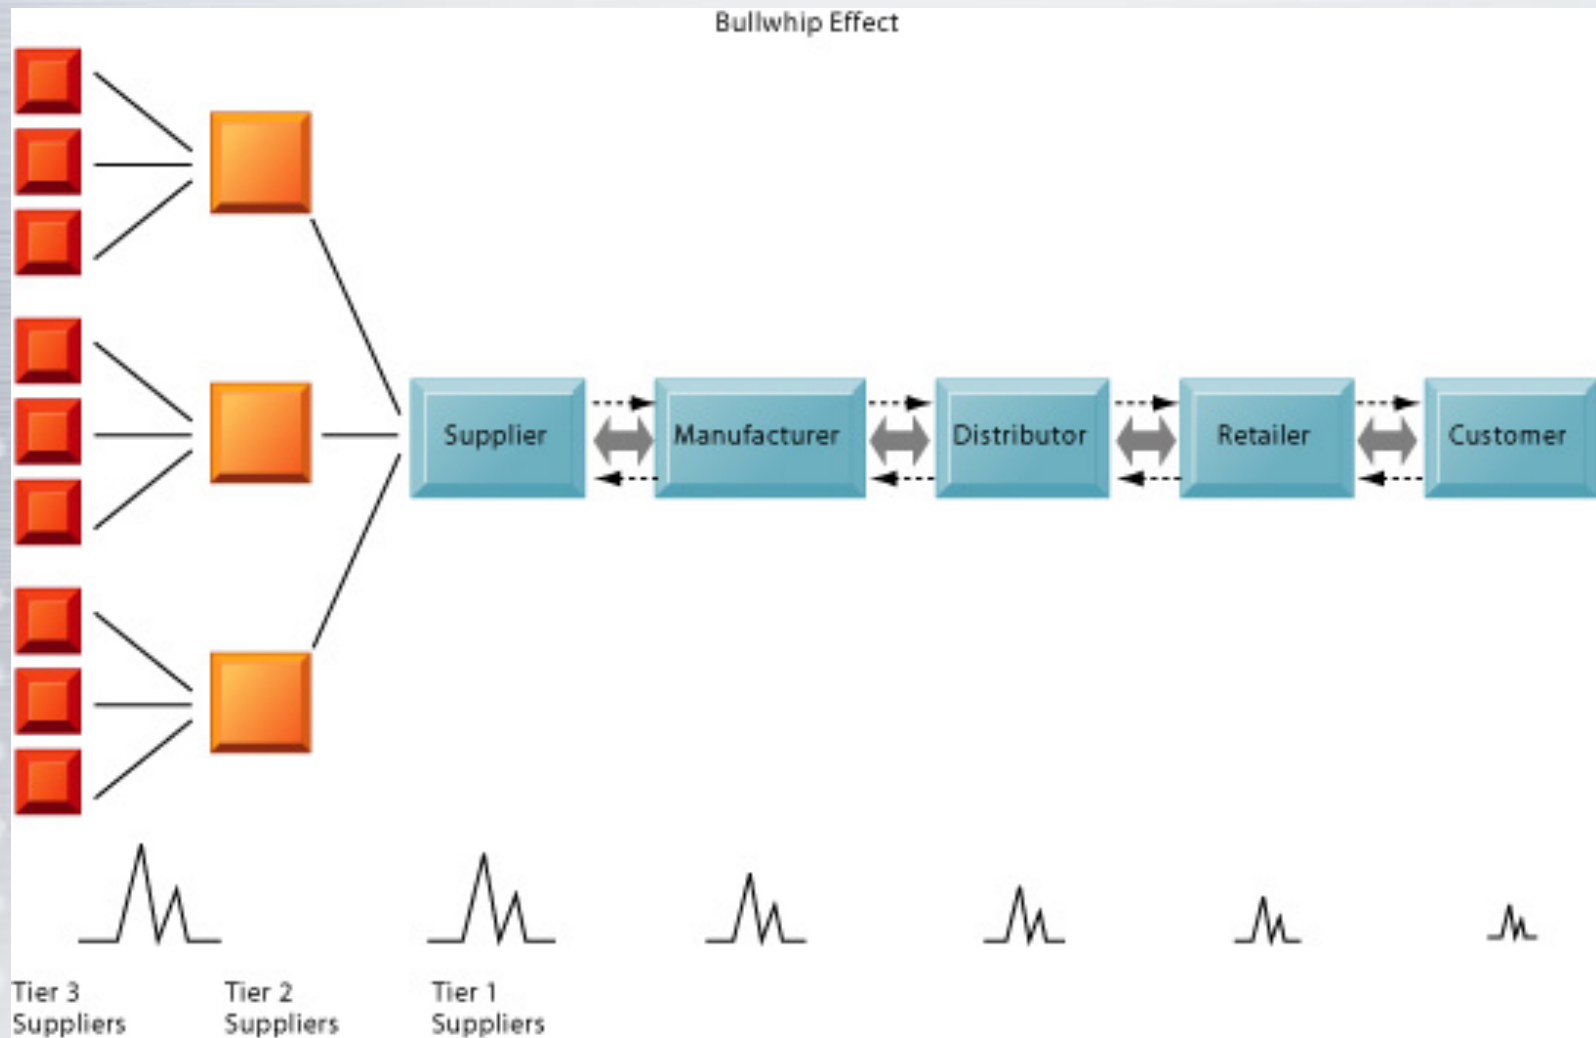 Bullwhip Effect
Supplier
Manufacturer
Distributor
Retailer
Customer
Tier 3
Suppliers
Tier 2
Suppliers
Tier 1
Suppliers